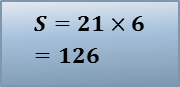 S = 21 × 6
= 126